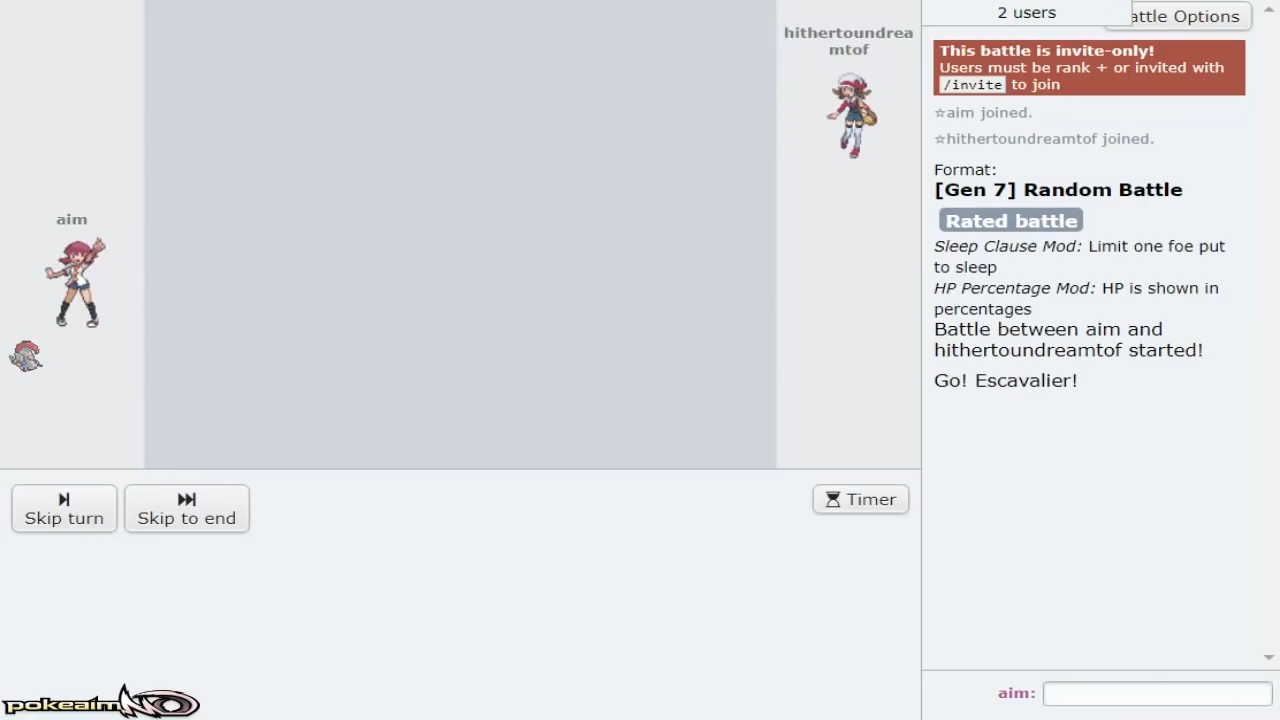 2 users
attle Options
hithertoundrea
mtof
aim
This battle is invite-only!
Users must be rank + or invited with
/invite to join
☆aim joined.
☆hithertoundreamtof joined.
Format:
[Gen 7] Random Battle
Rated battle
Sleep Clause Mod: Limit one foe put
to sleep
HP Percentage Mod: HP is shown in
percentages
Battle between aim and
hithertoundreamtof started!
Go! Escavalier!
Skip turn
Skip to end
Timer
pokeaimMD
aim: